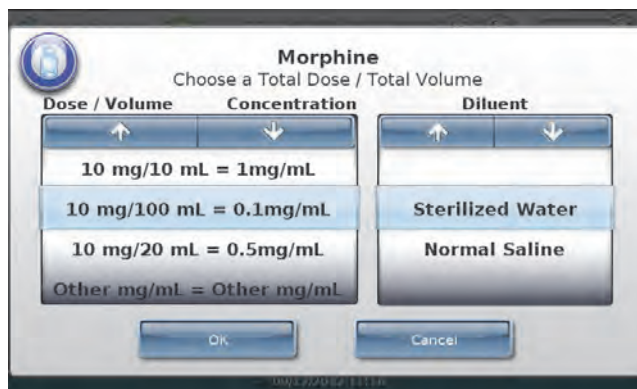 Morphine
Choose a Total Dose / Total Volume
Dose / Volume Concentration Diluent
10 mg/10 mL = 1mg/mL
10 mg/100 mL = 0.1mg/mL Sterilized Water
10 mg/20 mL = 0.5mg/mL Normal Saline
Other mg/mL = Other mg/mL
OK Cancel